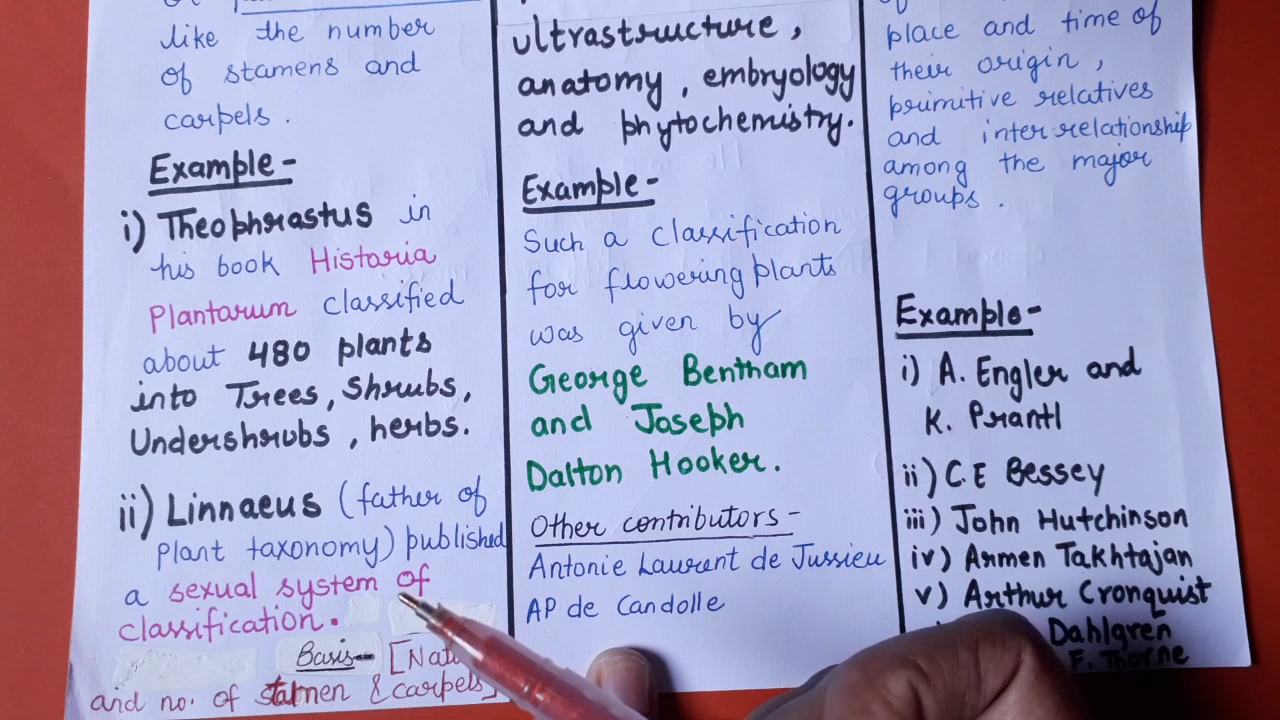 like the number
of stamens and
carpels.
Example-
i) Theophrastus in
his book Histaria
Plantarum classified
about 480 plants
into Trees, Shrubs,
Undershrubs, herbs.
ii) Linnaeus (father of
plant taxonomy) published
a sexual system of
classification.
Basis- [Nat
and no. of stamen & carpels]
ultrastructure,
anatomy, embryology
and phytochemistry.
Example-
Such a classification
for flowering plants
was given by
George Bentham
and Joseph
Dalton Hooker.
Other contributors-
Antonie Laurent de Jussieu
AP de Candolle
place and time of
their origin,
primitive relatives
and inter-relationship
among the major
groups.
Example-
i) A. Engler and
K. Prantl
ii) C.E Bessey
iii) John Hutchinson
iv) Armen Takhtajan
v) Arthur Cronquist
Dahlgren
F. Thorne